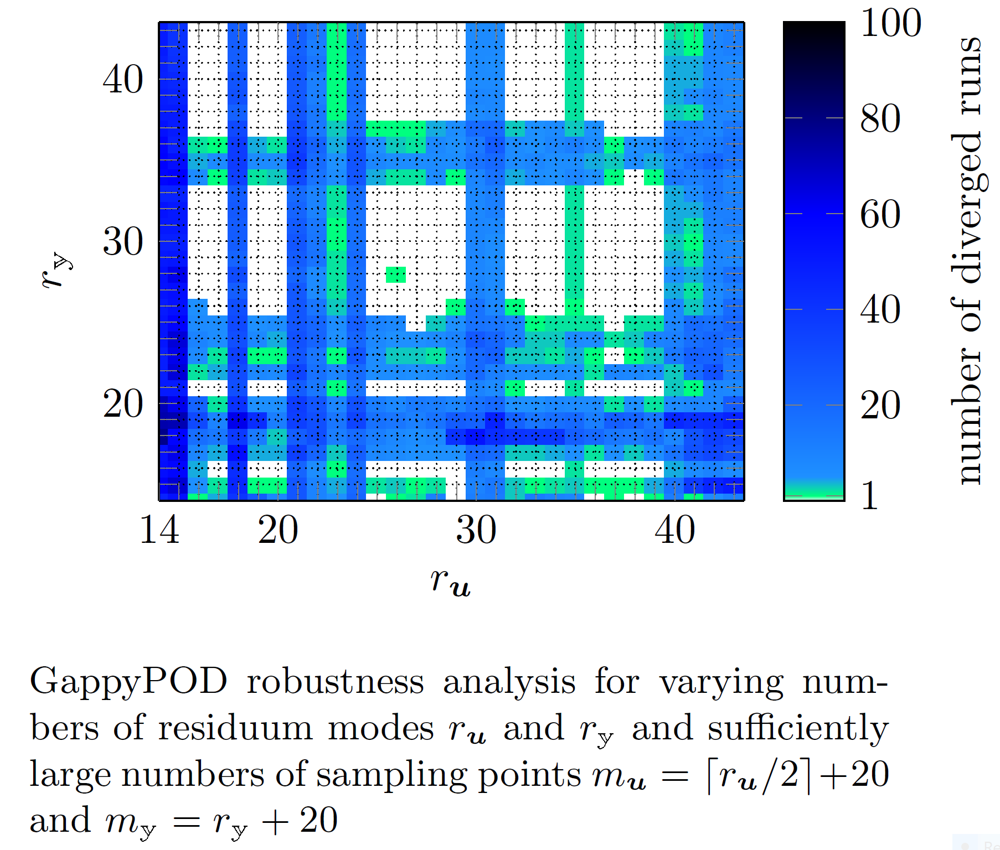 100
80
60
40
20
1
number of diverged runs
40
30
20
r_y
14 20 30 40
r_u
GappyPOD robustness analysis for varying num-
bers of residuum modes r_u and r_y and sufficiently
large numbers of sampling points m_u = ⌈r_u/2⌉+20
and m_y = r_y + 20
Re